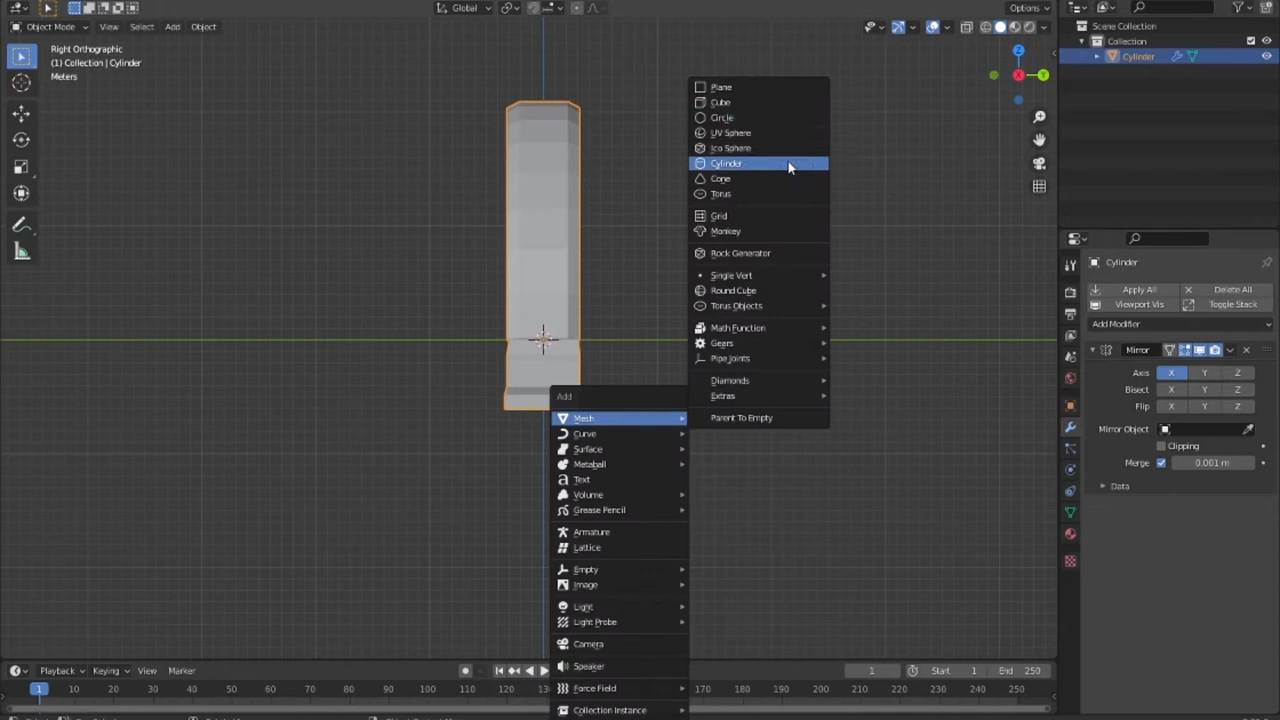 Global
Options
Object Mode View Select Add Object
Right Orthographic
(1) Collection | Cylinder
Meters
Z
X
Y
Scene Collection
Collection
Cylinder
Plane
Cube
Circle
UV Sphere
Ico Sphere
Cylinder
Cone
Torus
Grid
Monkey
Rock Generator
Single Vert
Round Cube
Torus Objects
Math Function
Gears
Pipe Joints
Diamonds
Extras
Parent To Empty
Add
Mesh
Curve
Surface
Metaball
Text
Volume
Grease Pencil
Armature
Lattice
Empty
Image
Light
Light Probe
Camera
Speaker
Force Field
Collection Instance
Cylinder
Apply All Delete All
Viewport Vis Toggle Stack
Add Modifier
Mirror
Axis X Y Z
Bisect X Y Z
Flip X Y Z
Mirror Object
Clipping
Merge 0.001 m
Data
Playback Keying View Marker
1 Start 1 End 250
1 10 20 30 40 50 60 70 80 90 100 110 120 170 180 190 200 210 220 230 240 250